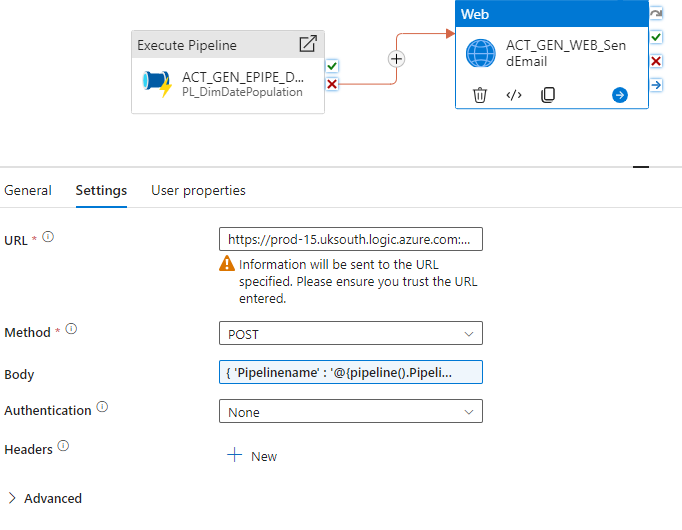 Web
Execute Pipeline
ACT_GEN_WEB_Sen
dEmail
ACT_GEN_EPIPE_D...
PL_DimDatePopulation
</>
General
Settings
User properties
URL *
https://prod-15.uksouth.logic.azure.com:...
Information will be sent to the URL
specified. Please ensure you trust the URL
entered.
Method *
POST
Body
{ 'Pipelinename' : '@{pipeline().Pipeli...
Authentication
None
Headers
New
Advanced